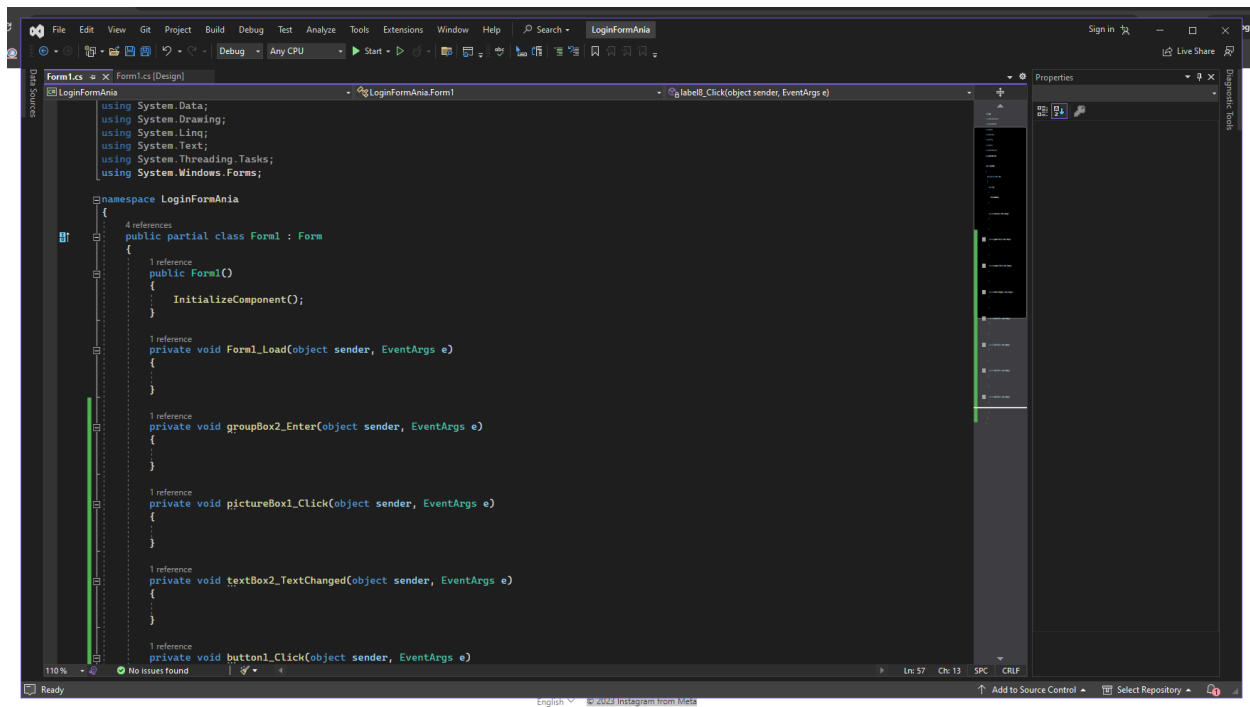 File Edit View Git Project Build Debug Test Analyze Tools Extensions Window Help Search LoginFormAnia Sign in
Debug Any CPU Start Live Share
Data Sources
Form1.cs Form1.cs [Design]
Properties
Diagnostic Tools
LoginFormAnia LoginFormAnia.Form1 label8_Click(object sender, EventArgs e)
using System.Data;
using System.Drawing;
using System.Linq;
using System.Text;
using System.Threading.Tasks;
using System.Windows.Forms;
namespace LoginFormAnia
{
4 references
public partial class Form1 : Form
{
1 reference
public Form1()
{
InitializeComponent();
}
1 reference
private void Form1_Load(object sender, EventArgs e)
{
}
1 reference
private void groupBox2_Enter(object sender, EventArgs e)
{
}
1 reference
private void pictureBox1_Click(object sender, EventArgs e)
{
}
1 reference
private void textBox2_TextChanged(object sender, EventArgs e)
{
}
1 reference
private void button1_Click(object sender, EventArgs e)
110 % No issues found Ln: 57 Ch: 13 SPC CRLF
Ready Add to Source Control Select Repository
English © 2023 Instagram from Meta